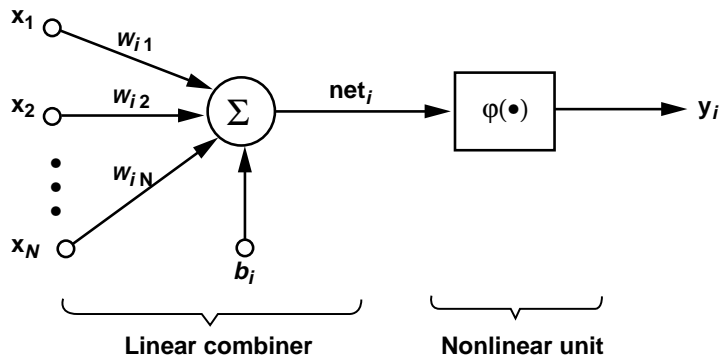 x1
wi1
x2
wi2
Σ
neti
φ(•)
yi
wiN
xN
bi
Linear combiner
Nonlinear unit